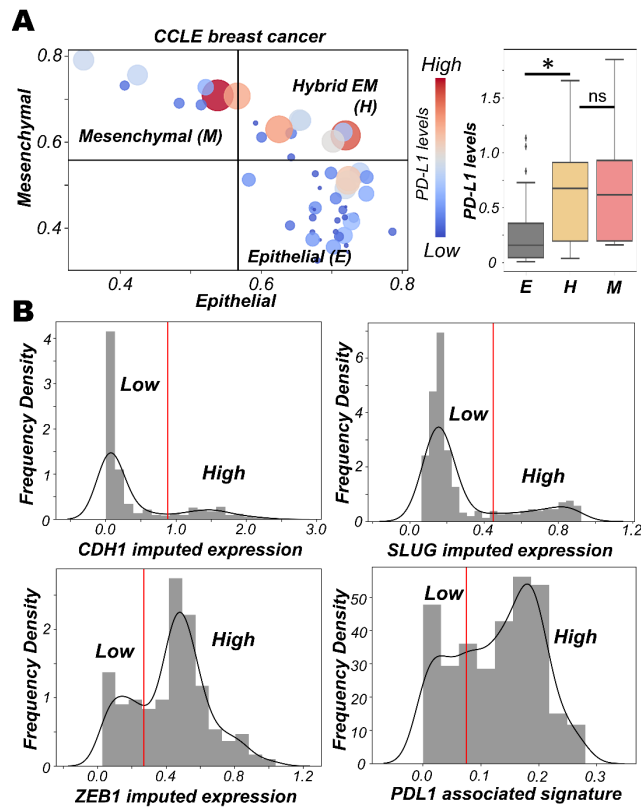 A
CCLE breast cancer
0.8
0.6
0.4
Mesenchymal
Hybrid EM
(H)
Mesenchymal (M)
Epithelial (E)
0.4
0.6
0.8
Epithelial
High
PD-L1 levels
Low
*
ns
PD-L1 levels
1.5
1.0
0.5
0
E
H
M
B
4
3
2
1
0
Frequency Density
Low
High
0.0
1.0
2.0
3.0
CDH1 imputed expression
6
4
2
0
Frequency Density
Low
High
0.0
0.4
0.8
1.2
SLUG imputed expression
2
1
0
Frequency Density
Low
High
0.0
0.4
0.8
1.2
ZEB1 imputed expression
50
40
30
20
10
0
Frequency Density
Low
High
0.0
0.1
0.2
0.3
PDL1 associated signature